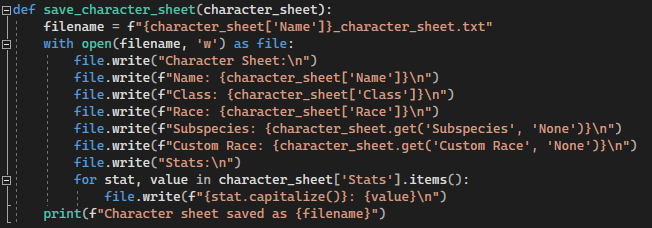 def save_character_sheet(character_sheet):
    filename = f"{character_sheet['Name']}_character_sheet.txt"
    with open(filename, 'w') as file:
        file.write("Character Sheet:\n")
        file.write(f"Name: {character_sheet['Name']}\n")
        file.write(f"Class: {character_sheet['Class']}\n")
        file.write(f"Race: {character_sheet['Race']}\n")
        file.write(f"Subspecies: {character_sheet.get('Subspecies', 'None')}\n")
        file.write(f"Custom Race: {character_sheet.get('Custom Race', 'None')}\n")
        file.write("Stats:\n")
        for stat, value in character_sheet['Stats'].items():
            file.write(f"{stat.capitalize()}: {value}\n")
    print(f"Character sheet saved as {filename}")